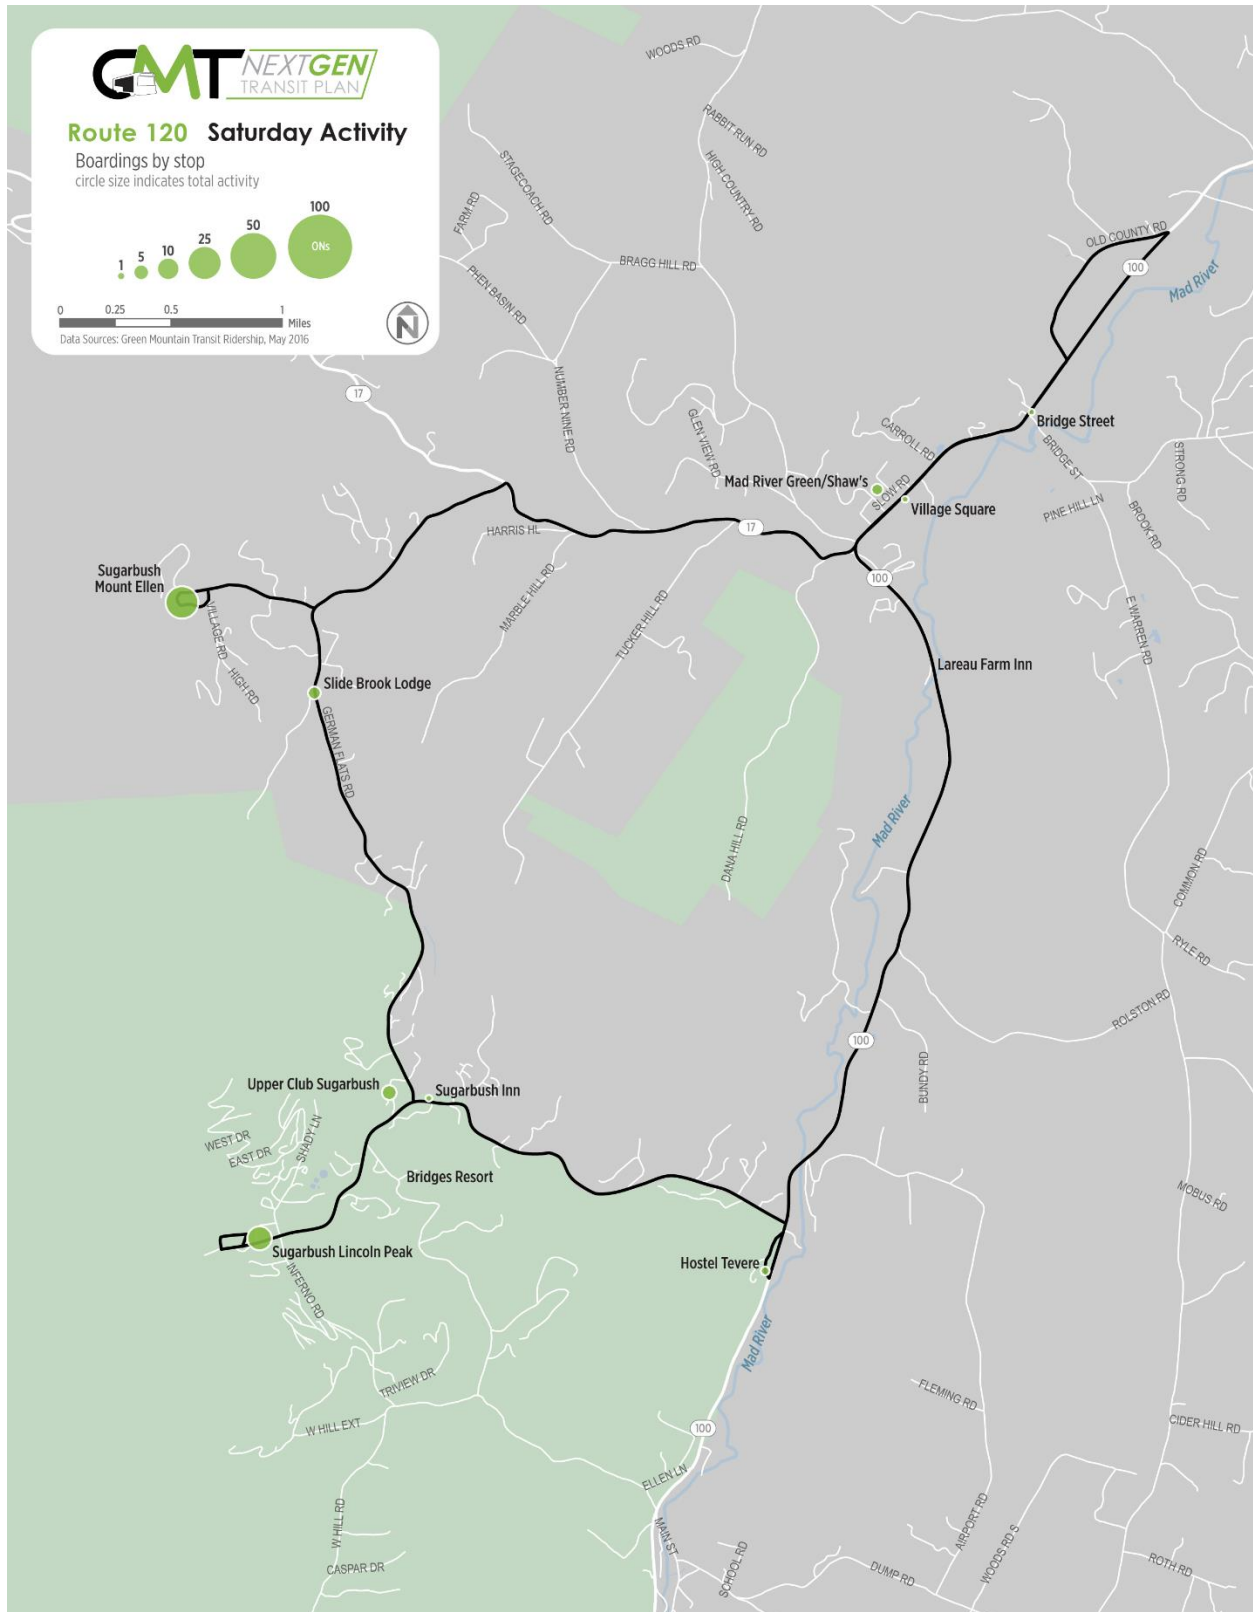 GMT NEXTGEN
TRANSIT PLAN
Route 120 Saturday Activity
Boardings by stop
circle size indicates total activity
1 5 10 25 50 100
ONs
0 0.25 0.5 1
Miles
Data Sources: Green Mountain Transit Ridership, May 2016
N
WOODS RD
RABBIT RUN RD
HIGH COUNTRY RD
STAGECOACH RD
FARM RD
PHEN BASIN RD
BRAGG HILL RD
OLD COUNTY RD
100
Mad River
NUMBER NINE RD
17
GLEN VIEW RD
CARROLL RD
Bridge Street
BRIDGE ST
STRONG RD
Mad River Green/Shaw's
SLOW RD
Village Square
PINE HILL LN
BROOK RD
HARRIS HL
17
Sugarbush
Mount Ellen
100
MARBLE HILL RD
TUCKER HILL RD
E WARREN RD
VILLAGE RD
HIGH RD
Lareau Farm Inn
Slide Brook Lodge
GERMAN FLATS RD
Mad River
DANA HILL RD
COMMON RD
RYLE RD
ROLSTON RD
100
BUNDY RD
Upper Club Sugarbush
Sugarbush Inn
WEST DR
EAST DR
SHADY LN
Bridges Resort
MOBUS RD
Sugarbush Lincoln Peak
Hostel Tevere
INFERNO RD
Mad River
TRIVIEW DR
FLEMING RD
W HILL EXT
100
CIDER HILL RD
ELLEN LN
W HILL RD
MAIN ST
AIRPORT RD
WOODS RD S
SCHOOL RD
DUMP RD
ROTH RD
CASPAR DR